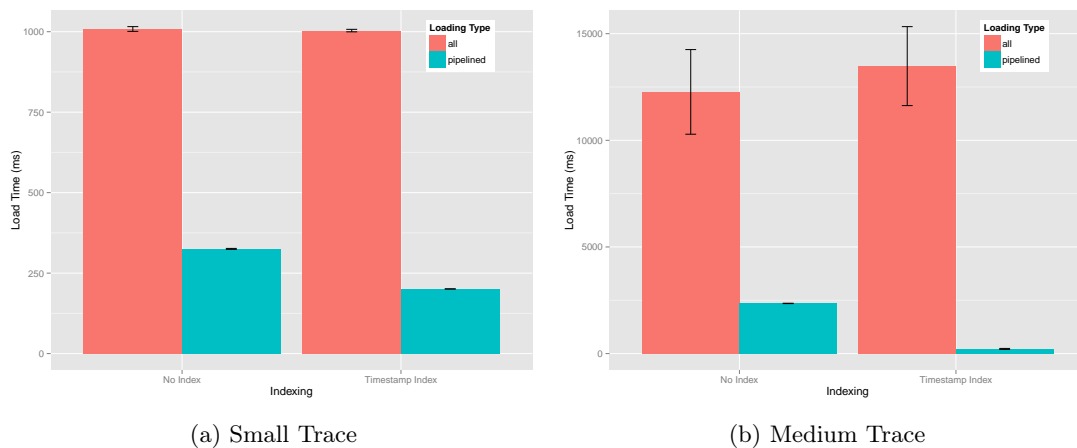 1000
750
500
250
0
Load Time (ms)
Loading Type
all
pipelined
No Index
Timestamp Index
Indexing
(a) Small Trace
15000
10000
5000
0
Load Time (ms)
Loading Type
all
pipelined
No Index
Timestamp Index
Indexing
(b) Medium Trace